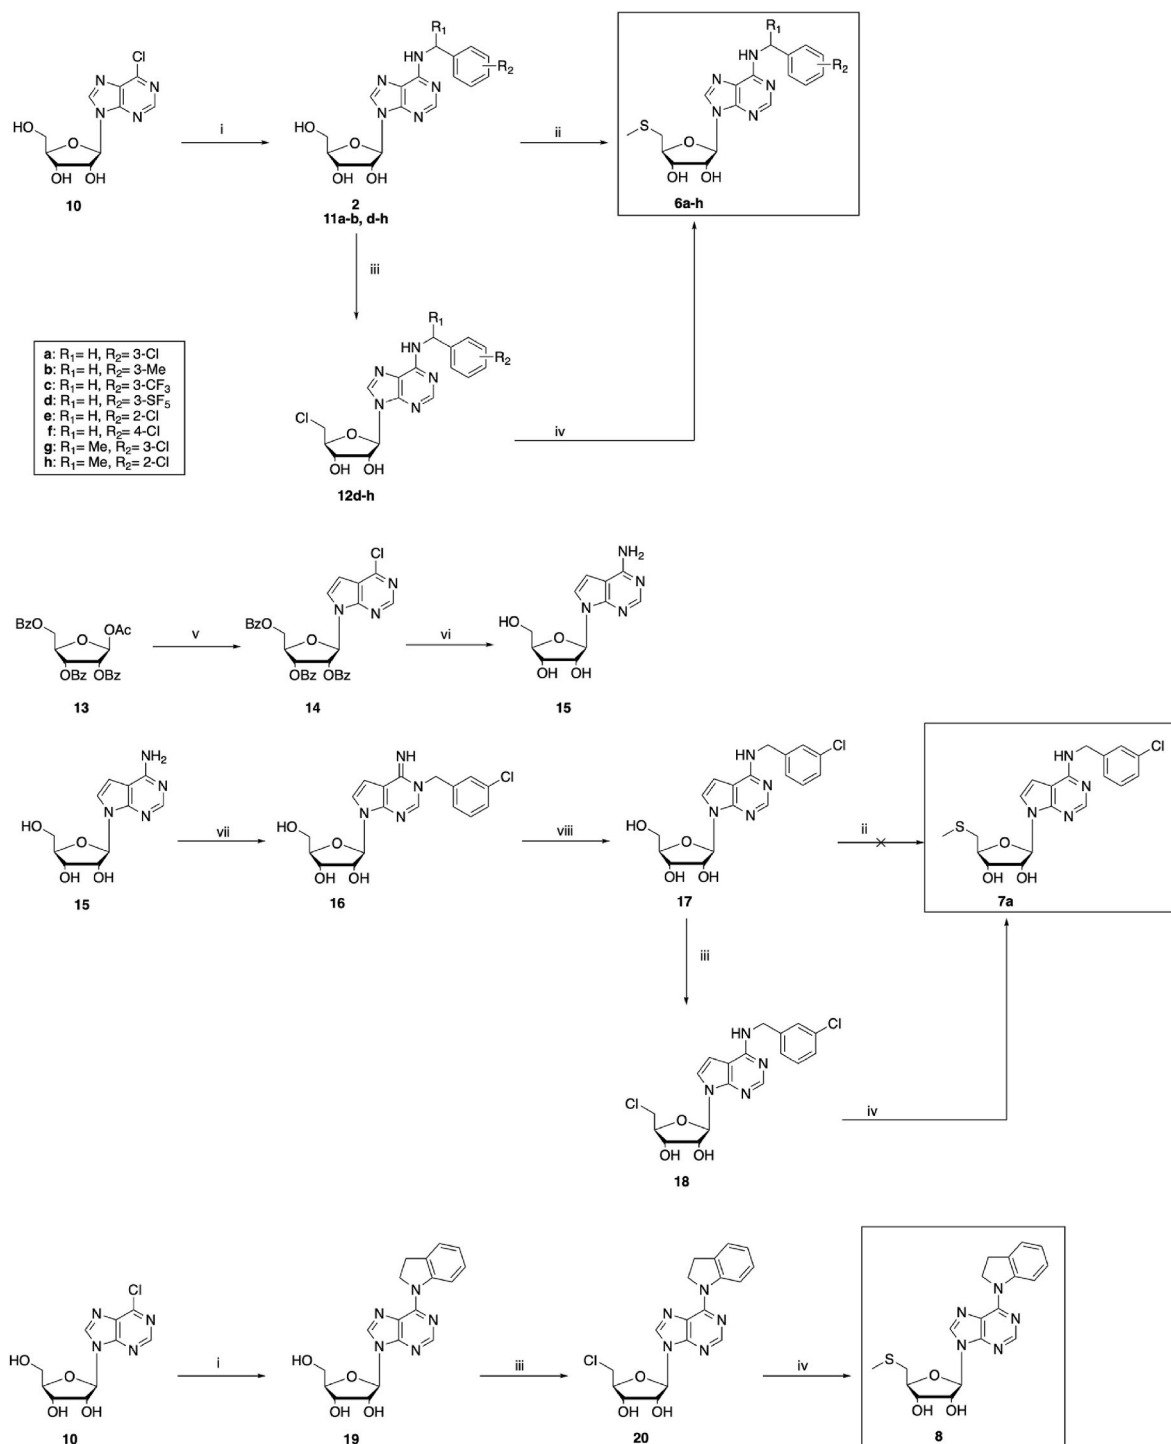 R1
HN
R2
N
N
N
N
HO
O
OH OH
2
11a-b, d-h
Cl
N
N
N
N
HO
O
OH OH
10
i
ii
R1
HN
R2
N
N
N
N
S
O
OH OH
6a-h
iii
a: R1= H, R2= 3-Cl
b: R1= H, R2= 3-Me
c: R1= H, R2= 3-CF3
d: R1= H, R2= 3-SF5
e: R1= H, R2= 2-Cl
f: R1= H, R2= 4-Cl
g: R1= Me, R2= 3-Cl
h: R1= Me, R2= 2-Cl
R1
HN
R2
N
N
N
N
Cl
O
OH OH
12d-h
iv
BzO
OAc
O
OBz OBz
13
v
Cl
N
N
N
BzO
O
OBz OBz
14
vi
NH2
N
N
N
HO
O
OH OH
15
NH2
N
N
N
HO
O
OH OH
15
vii
NH
Cl
N
N
N
HO
O
OH OH
16
viii
HN
Cl
N
N
N
HO
O
OH OH
17
ii
HN
Cl
N
N
N
S
O
OH OH
7a
iii
HN
Cl
N
N
N
Cl
O
OH OH
18
iv
Cl
N
N
N
N
HO
O
OH OH
10
i
N
N
N
N
N
HO
O
OH OH
19
iii
N
N
N
N
N
Cl
O
OH OH
20
iv
N
N
N
N
N
S
O
OH OH
8